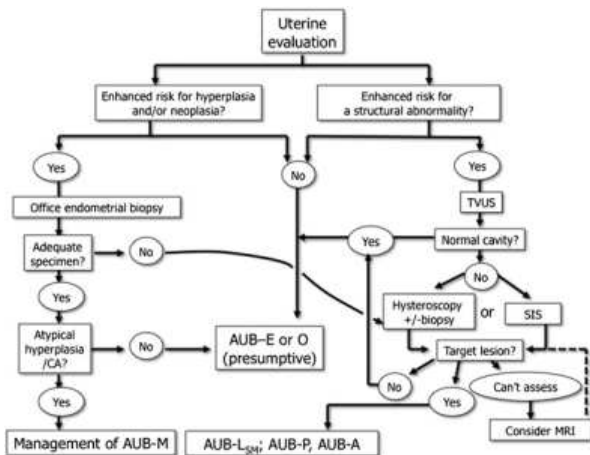 Uterine
evaluation
Enhanced risk for hyperplasia
and/or neoplasia?
Enhanced risk for
a structural abnormality?
Yes
No
Yes
Office endometrial biopsy
TVUS
Adequate
specimen?
No
Yes
Normal cavity?
No
Yes
Hysteroscopy
+/-biopsy
or
SIS
Atypical
hyperplasia
/CA?
No
AUB–E or O
(presumptive)
Target lesion?
No
Yes
Can't assess
Yes
Management of AUB-M
AUB-LSM; AUB-P, AUB-A
Consider MRI